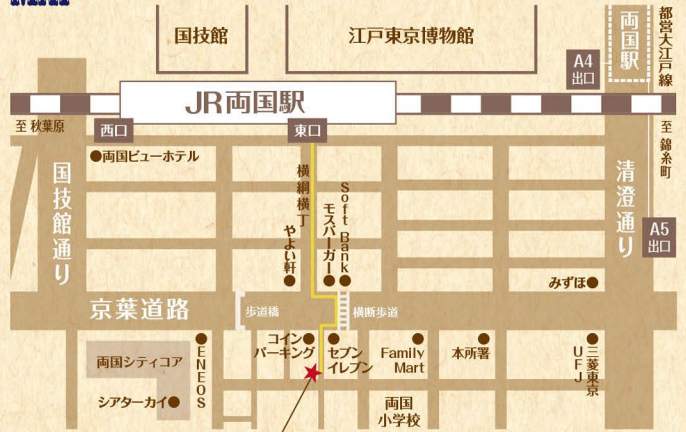 国技館
江戸東京博物館
両国駅
都営大江戸線
A4
出口
JR両国駅
至 秋葉原
西口
東口
至 錦糸町
両国ビューホテル
国技館通り
横綱横丁
Soft Bank
モスバーガー
やよい軒
清澄通り
A5
出口
みずほ
京葉道路
歩道橋
横断歩道
両国シティコア
シアターカイ
ENEOS
コイン
パーキング
セブン
イレブン
Family
Mart
本所署
三菱東京
UFJ
両国
小学校